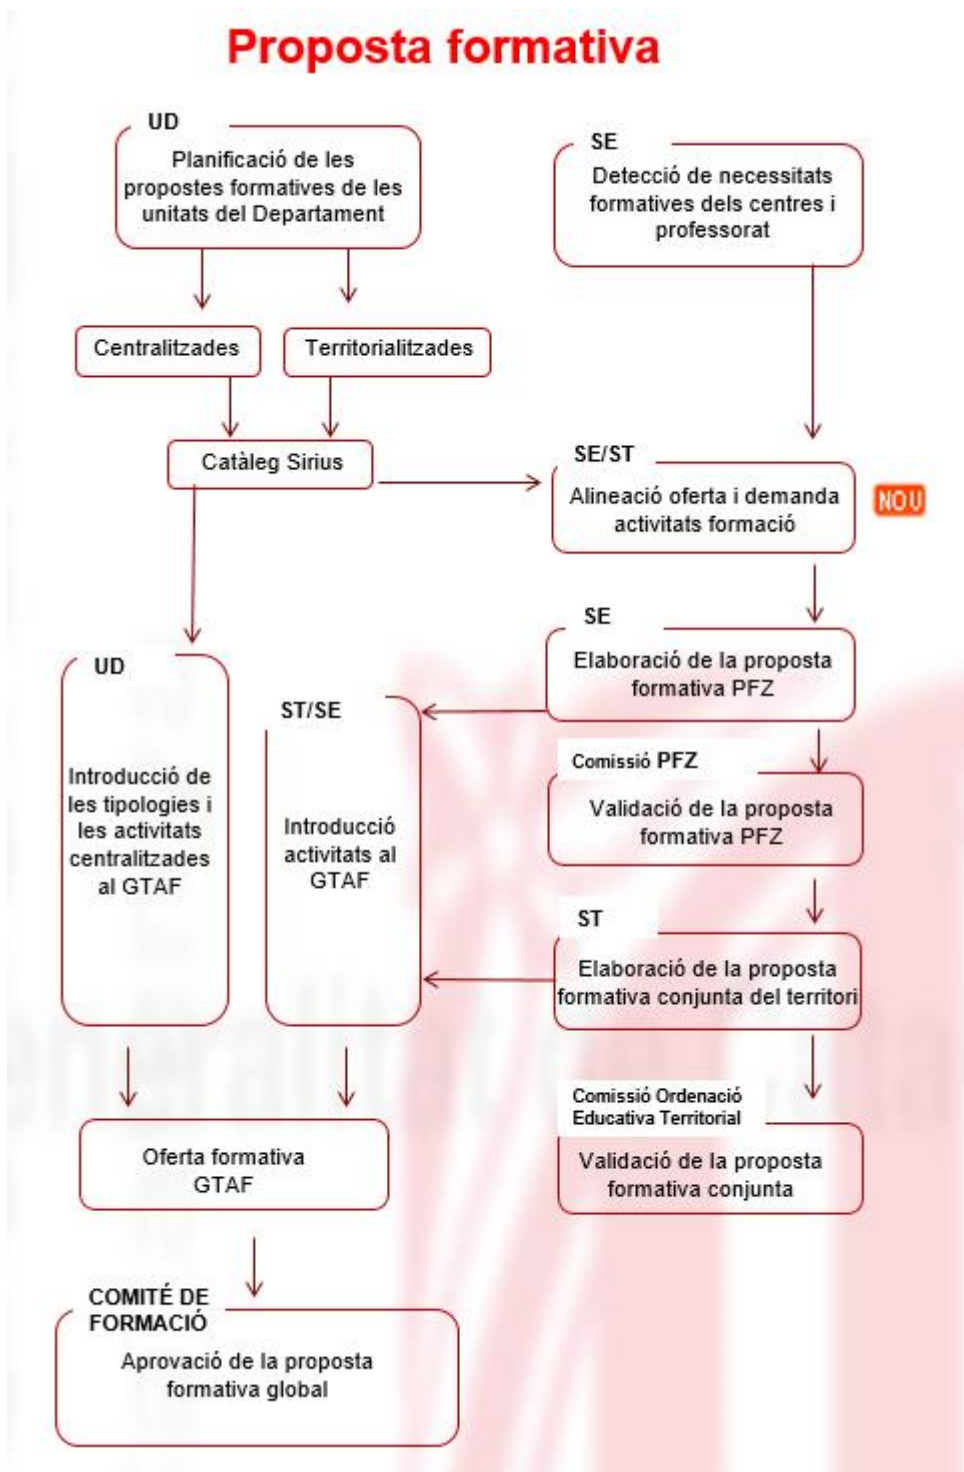 Proposta formativa
UD
Planificació de les
propostes formatives de les
unitats del Departament
SE
Detecció de necessitats
formatives dels centres i
professorat
Centralitzades
Territorialitzades
Catàleg Sirius
SE/ST
Alineació oferta i demanda
activitats formació
NOU
SE
Elaboració de la proposta
formativa PFZ
UD
Introducció de
les tipologies i
les activitats
centralitzades
al GTAF
ST/SE
Introducció
activitats al
GTAF
Comissió PFZ
Validació de la proposta
formativa PFZ
ST
Elaboració de la proposta
formativa conjunta del territori
Comissió Ordenació
Educativa Territorial
Validació de la proposta
formativa conjunta
Oferta formativa
GTAF
COMITÉ DE
FORMACIÓ
Aprovació de la proposta
formativa global